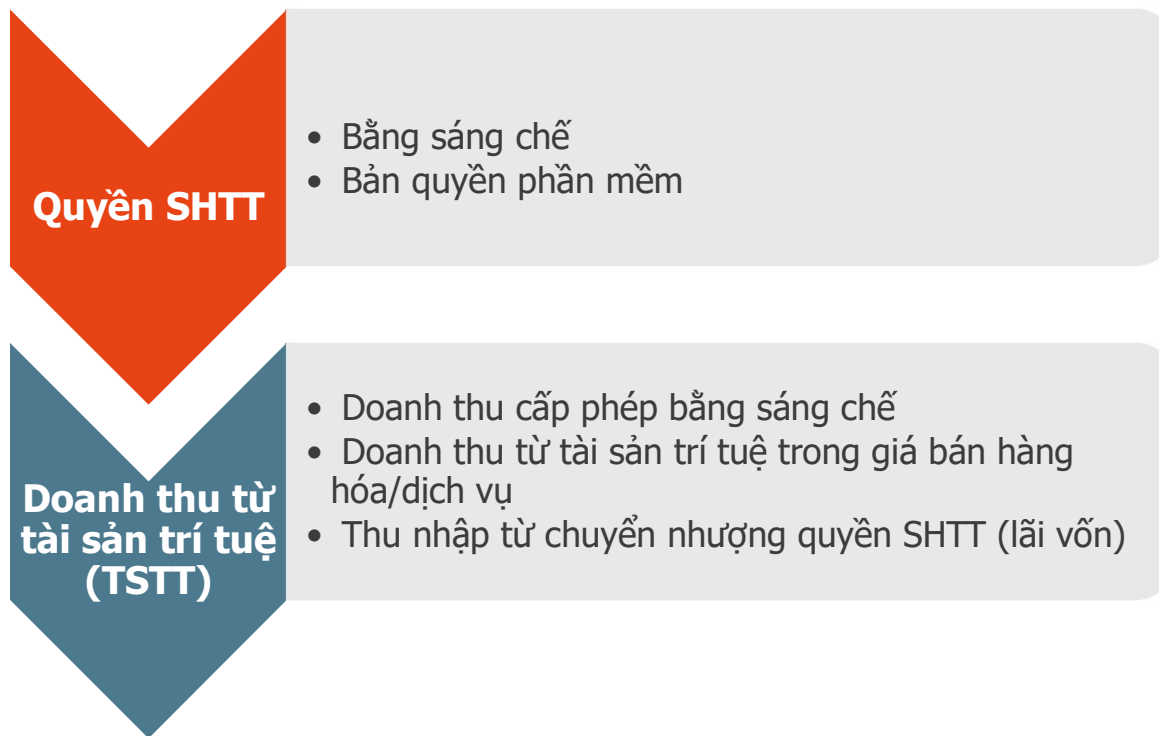 Quyền SHTT
• Bằng sáng chế
• Bản quyền phần mềm
Doanh thu từ
tài sản trí tuệ
(TSTT)
• Doanh thu cấp phép bằng sáng chế
• Doanh thu từ tài sản trí tuệ trong giá bán hàng
hóa/dịch vụ
• Thu nhập từ chuyển nhượng quyền SHTT (lãi vốn)